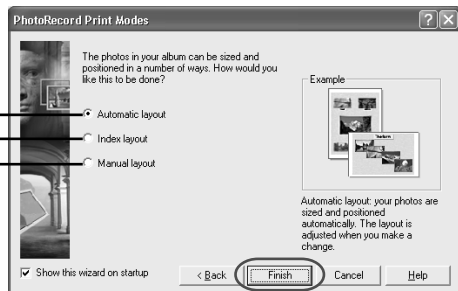 PhotoRecord Print Modes
The photos in your album can be sized and
positioned in a number of ways. How would you
like this to be done?
Automatic layout
Index layout
Manual layout
Example
Automatic layout: your photos are
sized and positioned
automatically. The layout is
adjusted when you make a
change.
Show this wizard on startup
< Back
Finish
Cancel
Help